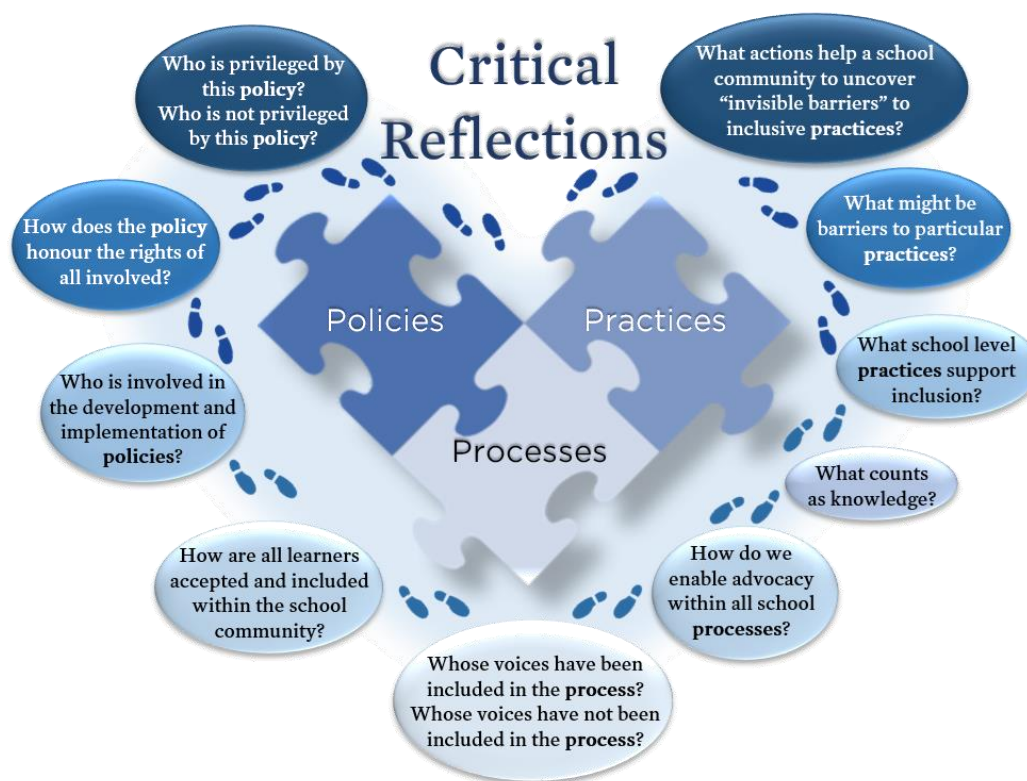 Critical
Reflections
Who is privileged by
this policy?
Who is not privileged
by this policy?
How does the policy
honour the rights of
all involved?
Who is involved in
the development and
implementation of
policies?
How are all learners
accepted and included
within the school
community?
Whose voices have been
included in the process?
Whose voices have not been
included in the process?
How do we
enable advocacy
within all school
processes?
What counts
as knowledge?
What school level
practices support
inclusion?
What might be
barriers to particular
practices?
What actions help a school
community to uncover
“invisible barriers” to
inclusive practices?
Policies
Practices
Processes